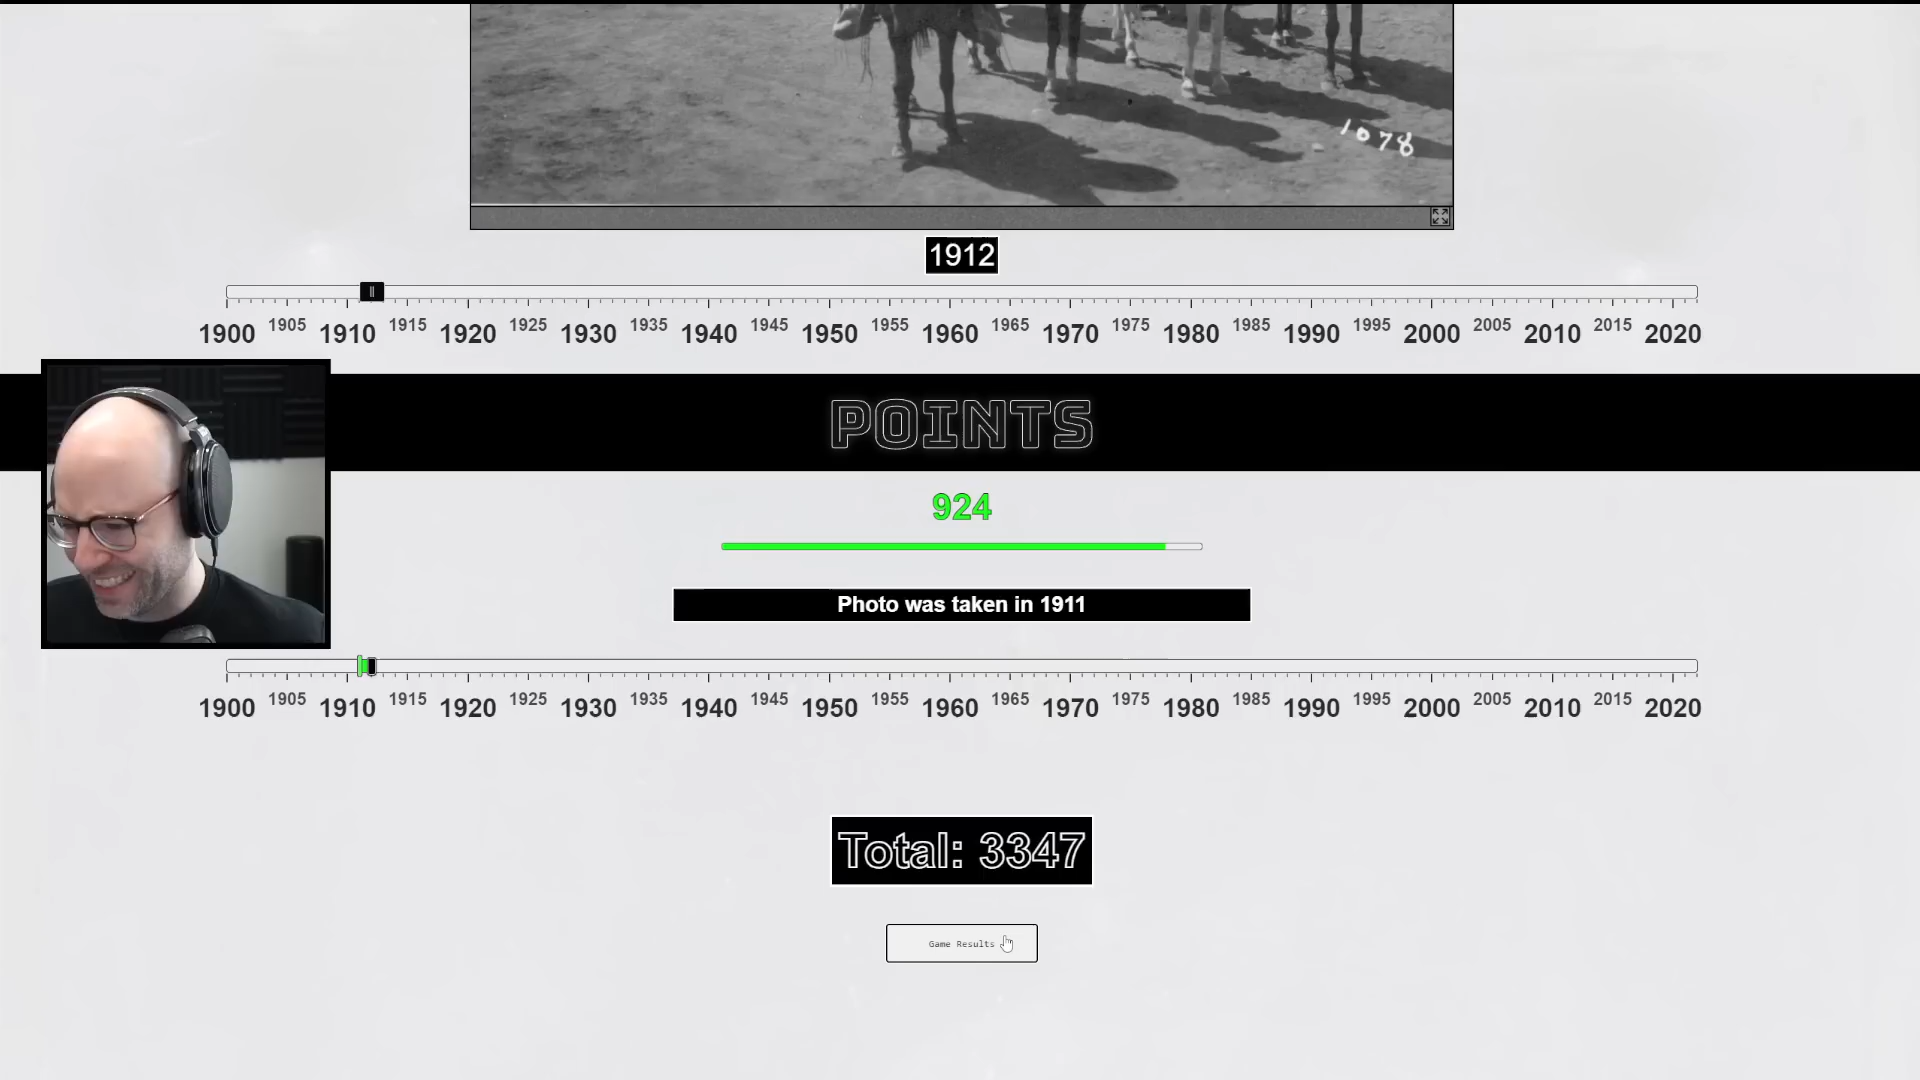 1078
1912
1900 1905 1910 1915 1920 1925 1930 1935 1940 1945 1950 1955 1960 1965 1970 1975 1980 1985 1990 1995 2000 2005 2010 2015 2020
POINTS
924
Photo was taken in 1911
1900 1905 1910 1915 1920 1925 1930 1935 1940 1945 1950 1955 1960 1965 1970 1975 1980 1985 1990 1995 2000 2005 2010 2015 2020
Total: 3347
Game Results